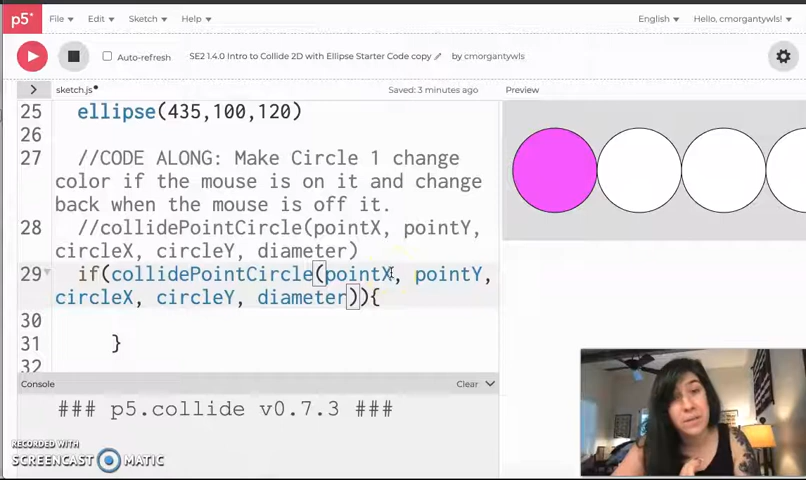 p5* File Edit Sketch Help English Hello, cmorgantywls!
Auto-refresh SE2 1.4.0 Intro to Collide 2D with Ellipse Starter Code copy by cmorgantywls
sketch.js Saved: 3 minutes ago Preview
25 ellipse(435,100,120)
26
27 //CODE ALONG: Make Circle 1 change
color if the mouse is on it and change
back when the mouse is off it.
28 //collidePointCircle(pointX, pointY,
circleX, circleY, diameter)
29 if(collidePointCircle(pointX, pointY,
circleX, circleY, diameter)){
30
31 }
32
Console Clear
### p5.collide v0.7.3 ###
RECORDED WITH
SCREENCAST MATIC